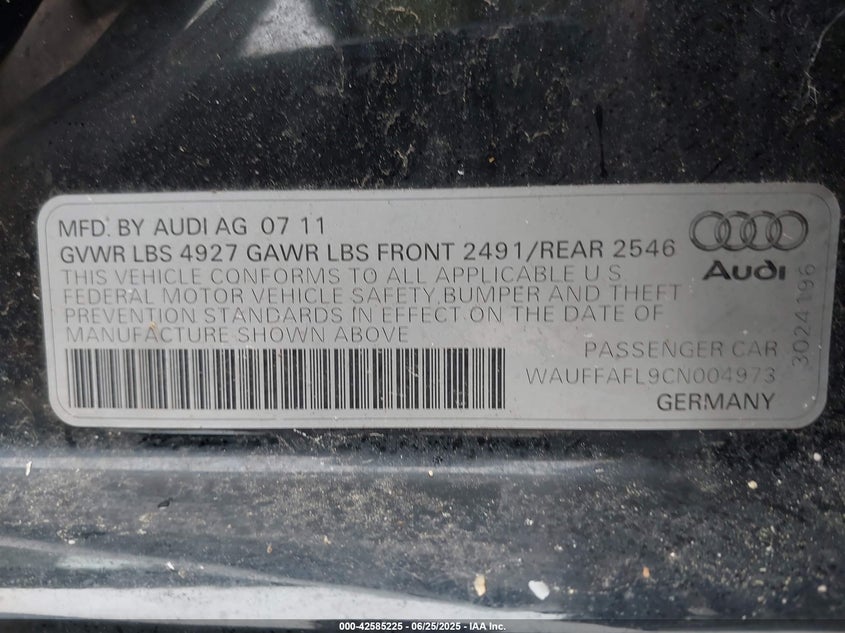 MFD. BY AUDI AG 07 11
GVWR LBS 4927 GAWR LBS FRONT 2491/REAR 2546
THIS VEHICLE CONFORMS TO ALL APPLICABLE U S
FEDERAL MOTOR VEHICLE SAFETY, BUMPER AND THEFT
PREVENTION STANDARDS IN EFFECT ON THE DATE OF
MANUFACTURE SHOWN ABOVE
PASSENGER CAR
WAUFFAFL9CN004973
GERMANY
Audi
3024196
000-42585225 - 06/25/2025 - IAA Inc.